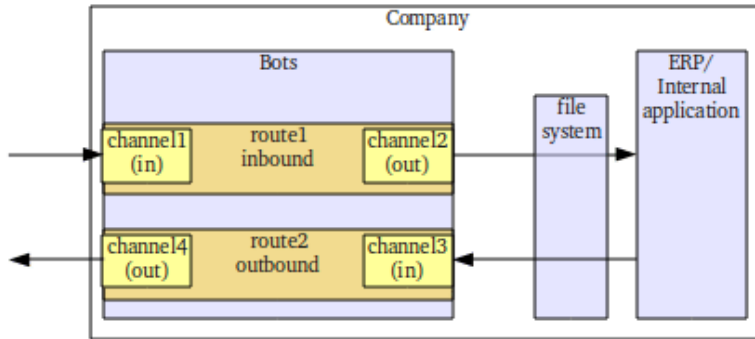 Company
Bots
channel1
(in)
route1
inbound
channel2
(out)
file
system
ERP/
Internal
application
channel4
(out)
route2
outbound
channel3
(in)